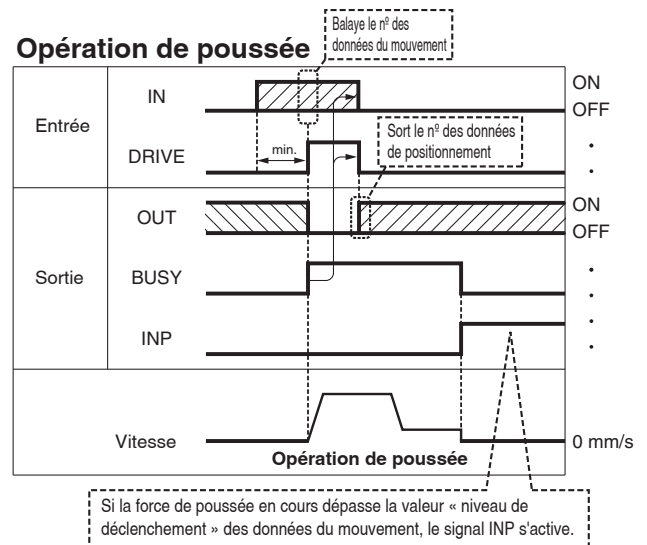 Balaye le nº des
données du mouvement
Opération de poussée
Entrée
IN
ON
OFF
DRIVE
min.
Sort le nº des données
de positionnement
Sortie
OUT
ON
OFF
BUSY
INP
Vitesse
0 mm/s
Opération de poussée
Si la force de poussée en cours dépasse la valeur « niveau de
déclenchement » des données du mouvement, le signal INP s'active.